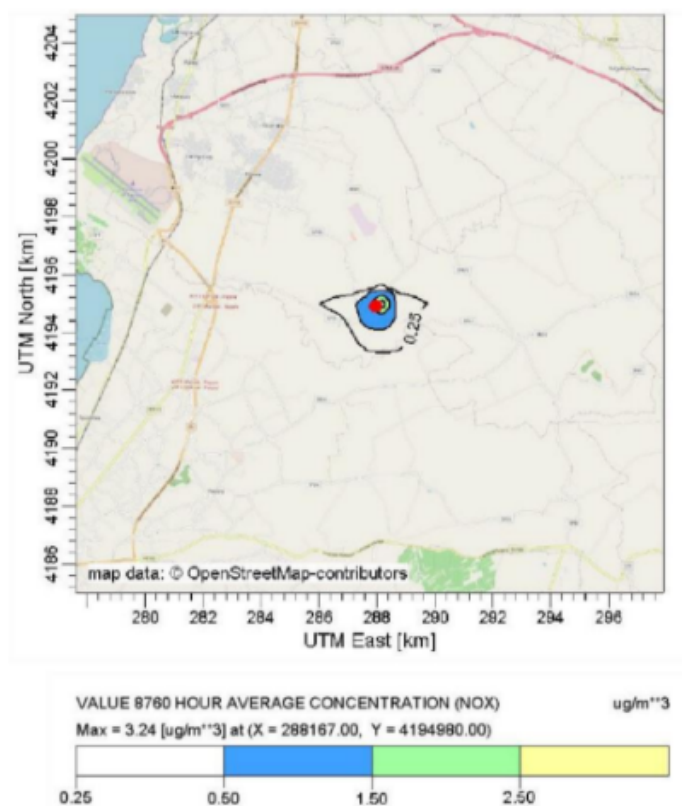 4204
4202
4200
4198
4196
4194
4192
4190
4188
4186
UTM North [km]
0.25
map data: © OpenStreetMap-contributors
280 282 284 286 288 290 292 294 296
UTM East [km]
VALUE 8760 HOUR AVERAGE CONCENTRATION (NOX) ug/m**3
Max = 3.24 [ug/m**3] at (X = 288167.00, Y = 4194980.00)
0.25 0.50 1.50 2.50